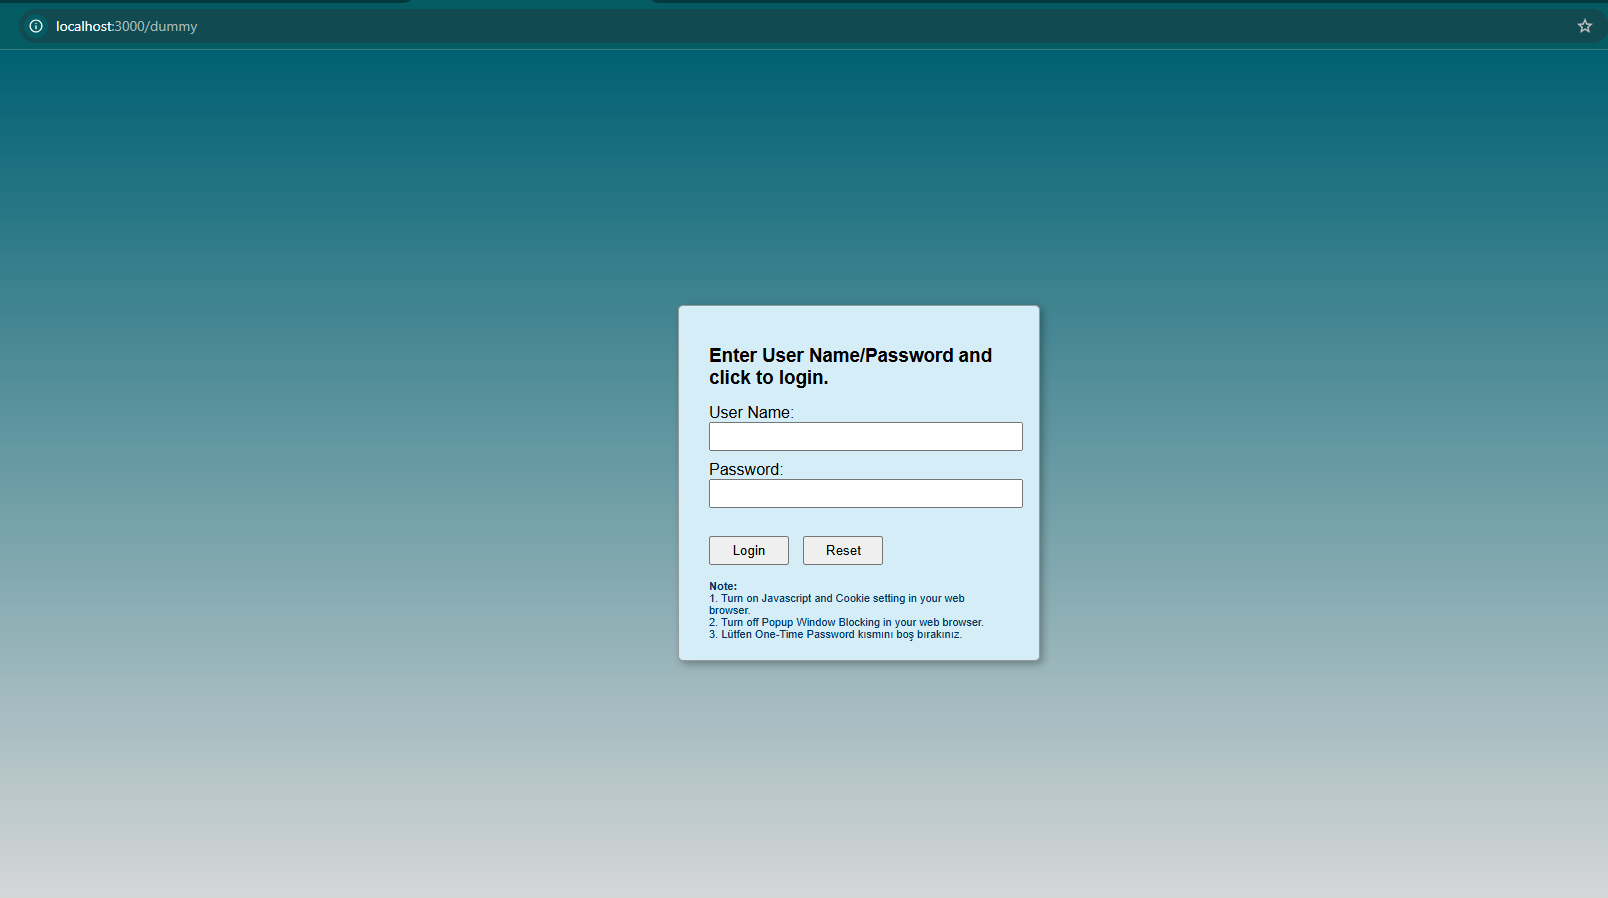 localhost:3000/dummy
Enter User Name/Password and
click to login.
User Name:
Password:
Login Reset
Note:
1. Turn on Javascript and Cookie setting in your web
browser.
2. Turn off Popup Window Blocking in your web browser.
3. Lütfen One-Time Password kısmını boş bırakınız.